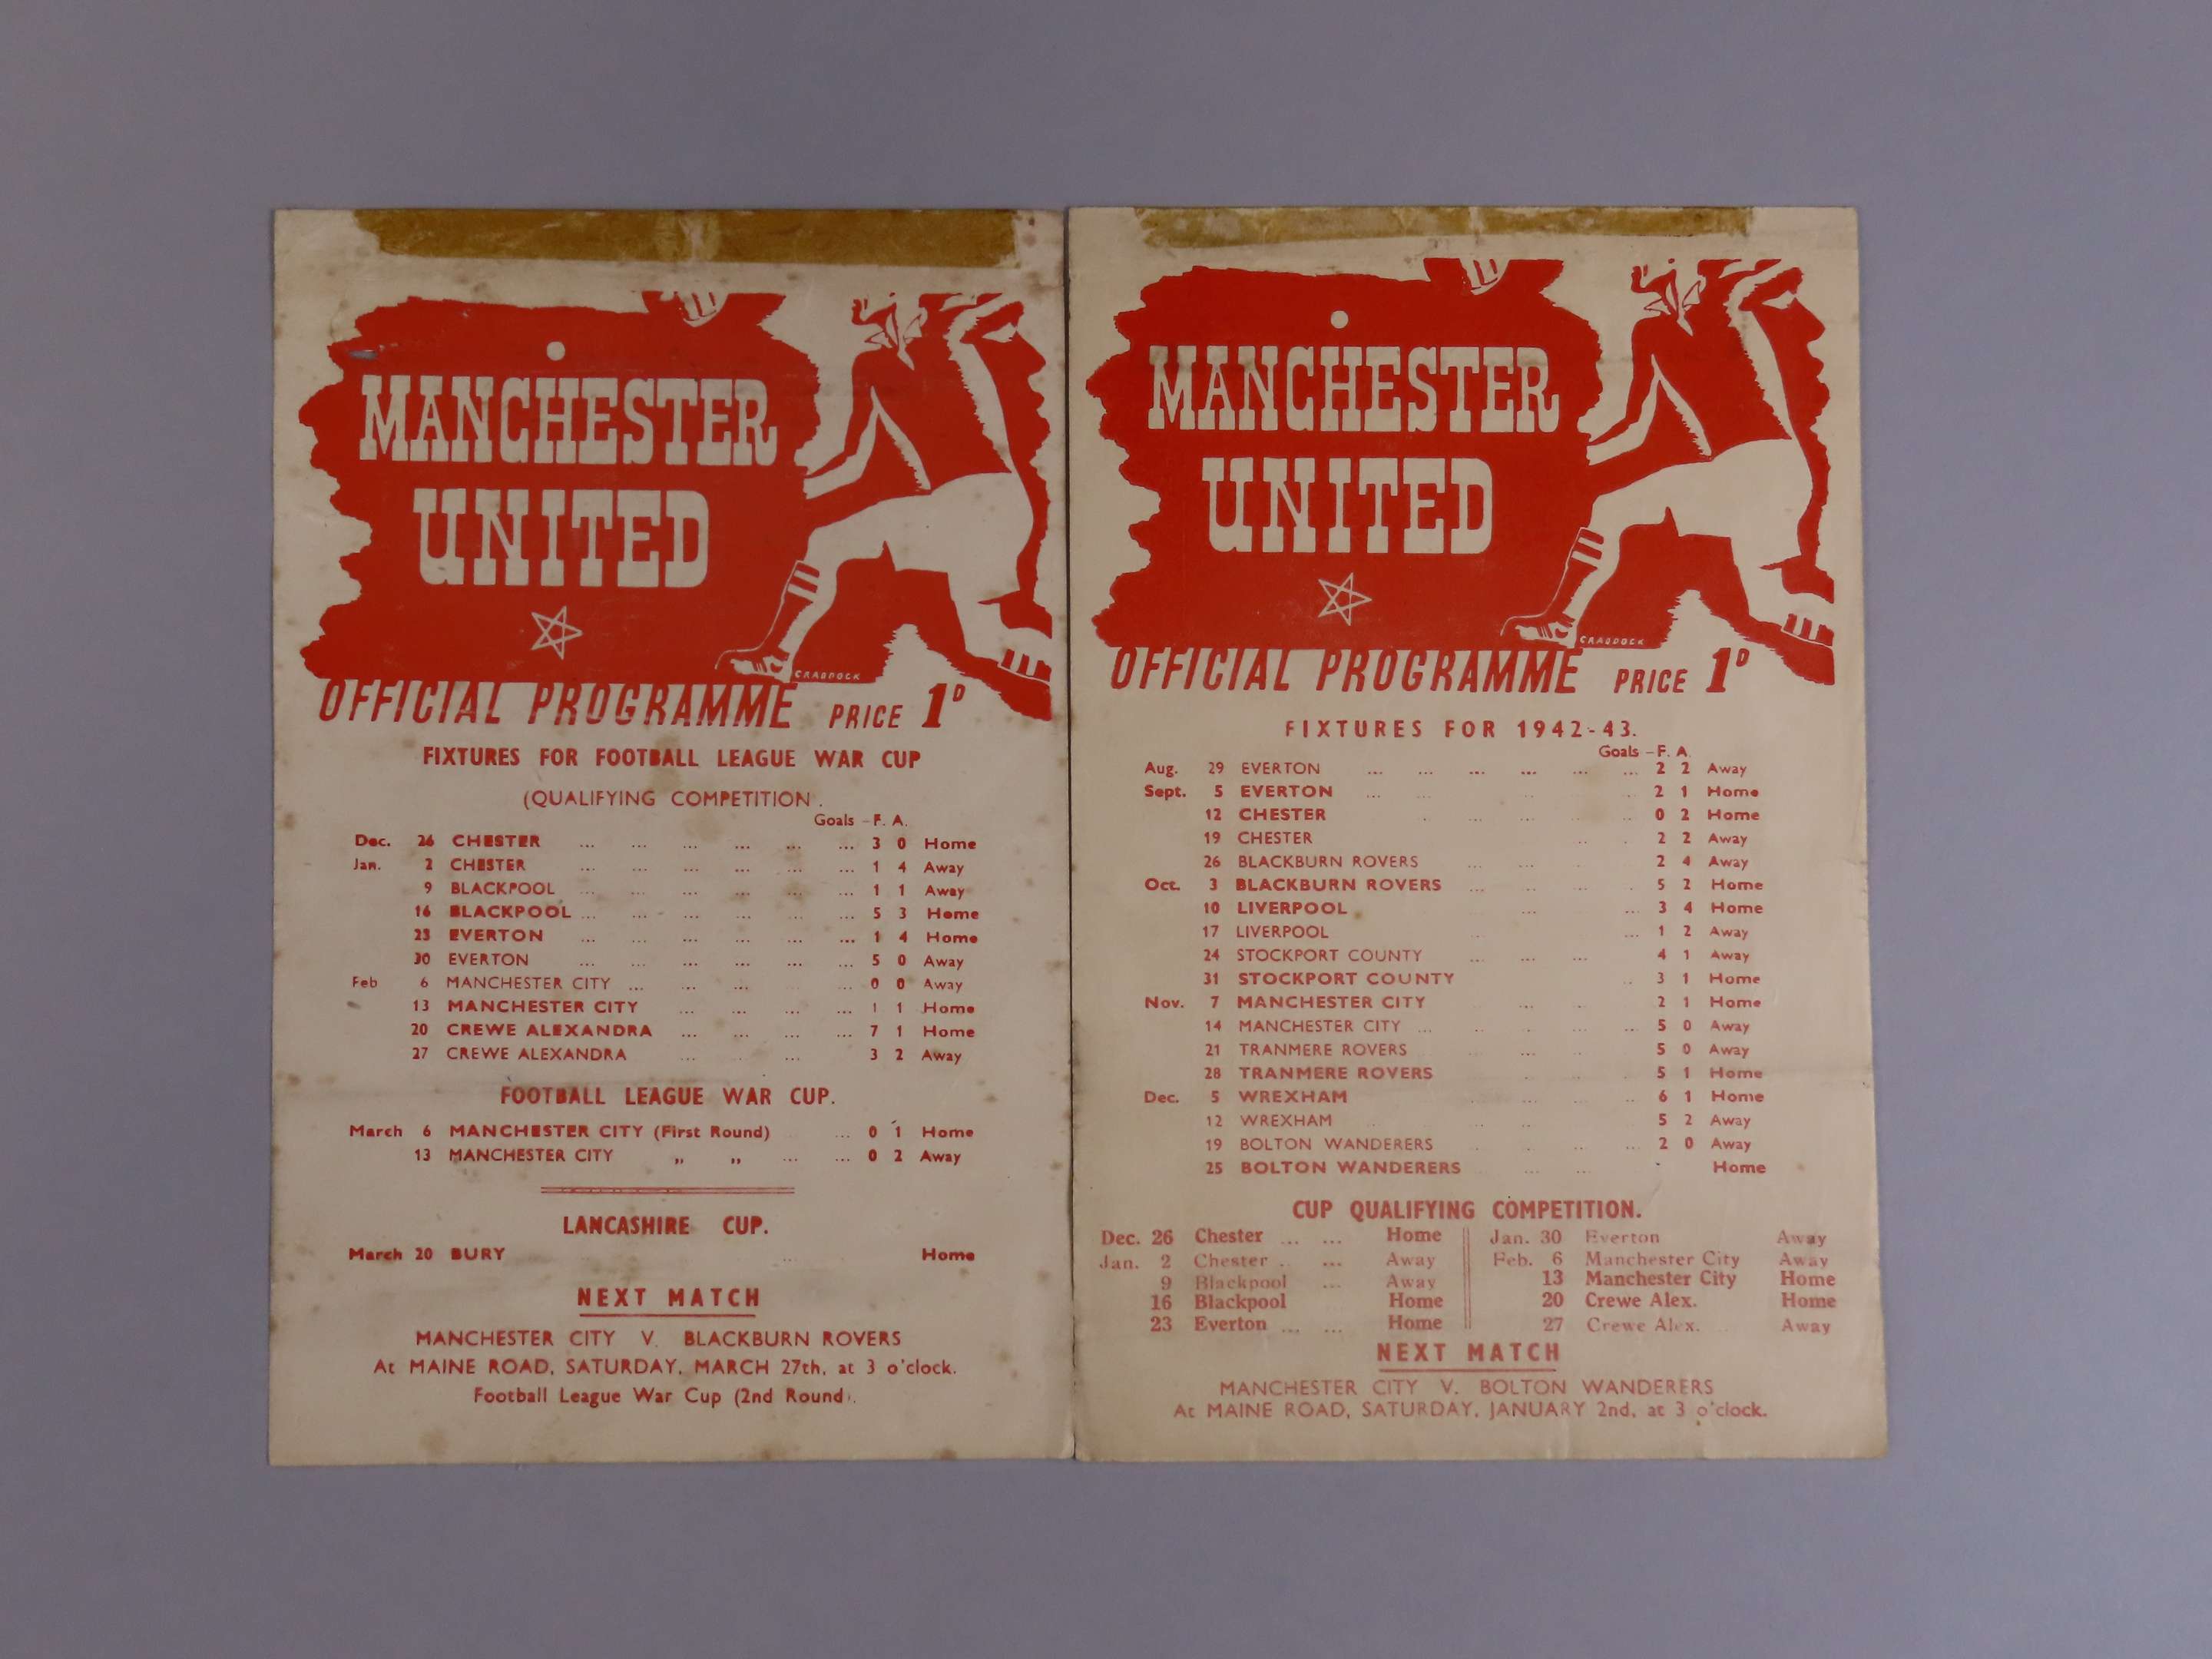 MANCHESTER
UNITED
CRADDOCK
OFFICIAL PROGRAMME PRICE 1D
FIXTURES FOR FOOTBALL LEAGUE WAR CUP
(QUALIFYING COMPETITION.
Goals - F. A.
Dec. 26 CHESTER ... ... ... ... ... ... 3 0 Home
Jan. 2 CHESTER ... ... ... ... ... ... 1 4 Away
9 BLACKPOOL ... ... ... ... ... ... 1 1 Away
16 BLACKPOOL ... ... ... ... ... ... 5 3 Home
23 EVERTON ... ... ... ... ... ... 1 4 Home
30 EVERTON ... ... ... ... ... ... 5 0 Away
Feb 6 MANCHESTER CITY ... ... ... ... ... 0 0 Away
13 MANCHESTER CITY ... ... ... ... 1 1 Home
20 CREWE ALEXANDRA ... ... ... ... 7 1 Home
27 CREWE ALEXANDRA ... ... ... 3 2 Away
FOOTBALL LEAGUE WAR CUP.
March 6 MANCHESTER CITY (First Round) ... 0 1 Home
13 MANCHESTER CITY ,, ,, ... ... 0 2 Away
LANCASHIRE CUP.
March 20 BURY ... Home
NEXT MATCH
MANCHESTER CITY V. BLACKBURN ROVERS
At MAINE ROAD, SATURDAY, MARCH 27th, at 3 o'clock.
Football League War Cup (2nd Round).
MANCHESTER
UNITED
CRADDOCK
OFFICIAL PROGRAMME PRICE 1D
FIXTURES FOR 1942-43.
Goals - F. A.
Aug. 29 EVERTON ... ... ... ... ... ... 2 2 Away
Sept. 5 EVERTON ... ... ... 2 1 Home
12 CHESTER ... ... ... 0 2 Home
19 CHESTER ... 2 2 Away
26 BLACKBURN ROVERS ... ... ... 2 4 Away
Oct. 3 BLACKBURN ROVERS ... ... ... 5 2 Home
10 LIVERPOOL ... ... 3 4 Home
17 LIVERPOOL ... ... 1 2 Away
24 STOCKPORT COUNTY ... ... ... 4 1 Away
31 STOCKPORT COUNTY ... 3 1 Home
Nov. 7 MANCHESTER CITY ... ... 2 1 Home
14 MANCHESTER CITY ... ... ... ... ... 5 0 Away
21 TRANMERE ROVERS ... ... ... 5 0 Away
28 TRANMERE ROVERS ... ... ... 5 1 Home
Dec. 5 WREXHAM ... ... ... 6 1 Home
12 WREXHAM ... ... ... 5 2 Away
19 BOLTON WANDERERS ... ... ... ... 2 0 Away
25 BOLTON WANDERERS ... ... Home
CUP QUALIFYING COMPETITION.
Dec. 26 Chester ... ... Home Jan. 30 Everton Away
Jan. 2 Chester .. ... Away Feb. 6 Manchester City Away
9 Blackpool ... Away 13 Manchester City Home
16 Blackpool Home 20 Crewe Alex. Home
23 Everton ... ... Home 27 Crewe Alex. Away
NEXT MATCH
MANCHESTER CITY V. BOLTON WANDERERS
At MAINE ROAD, SATURDAY, JANUARY 2nd, at 3 o'clock.